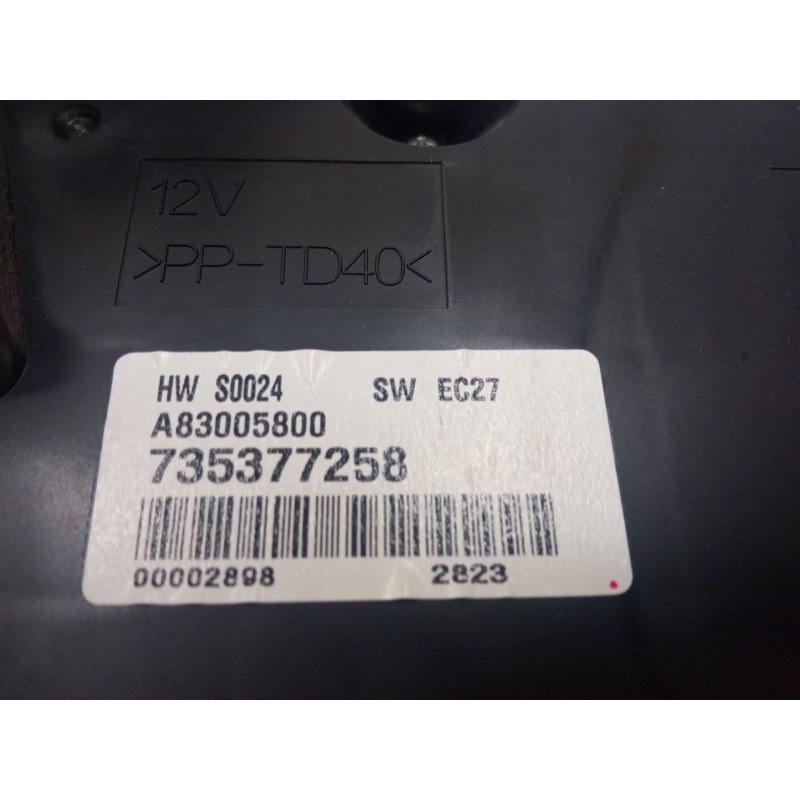 12V
>PP-TD40<
HW S0024 SW EC27
A83005800
735377258
00002898 2823